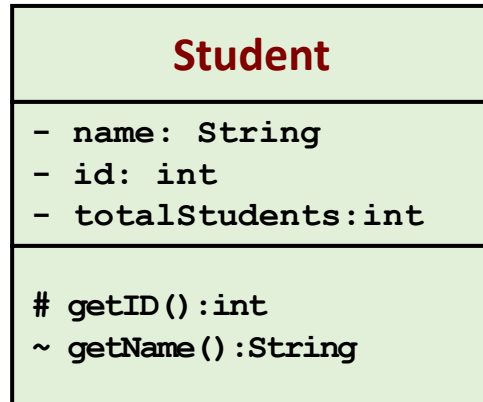 Student
- name: String
- id: int
- totalStudents:int
# getID():int
~ getName():String